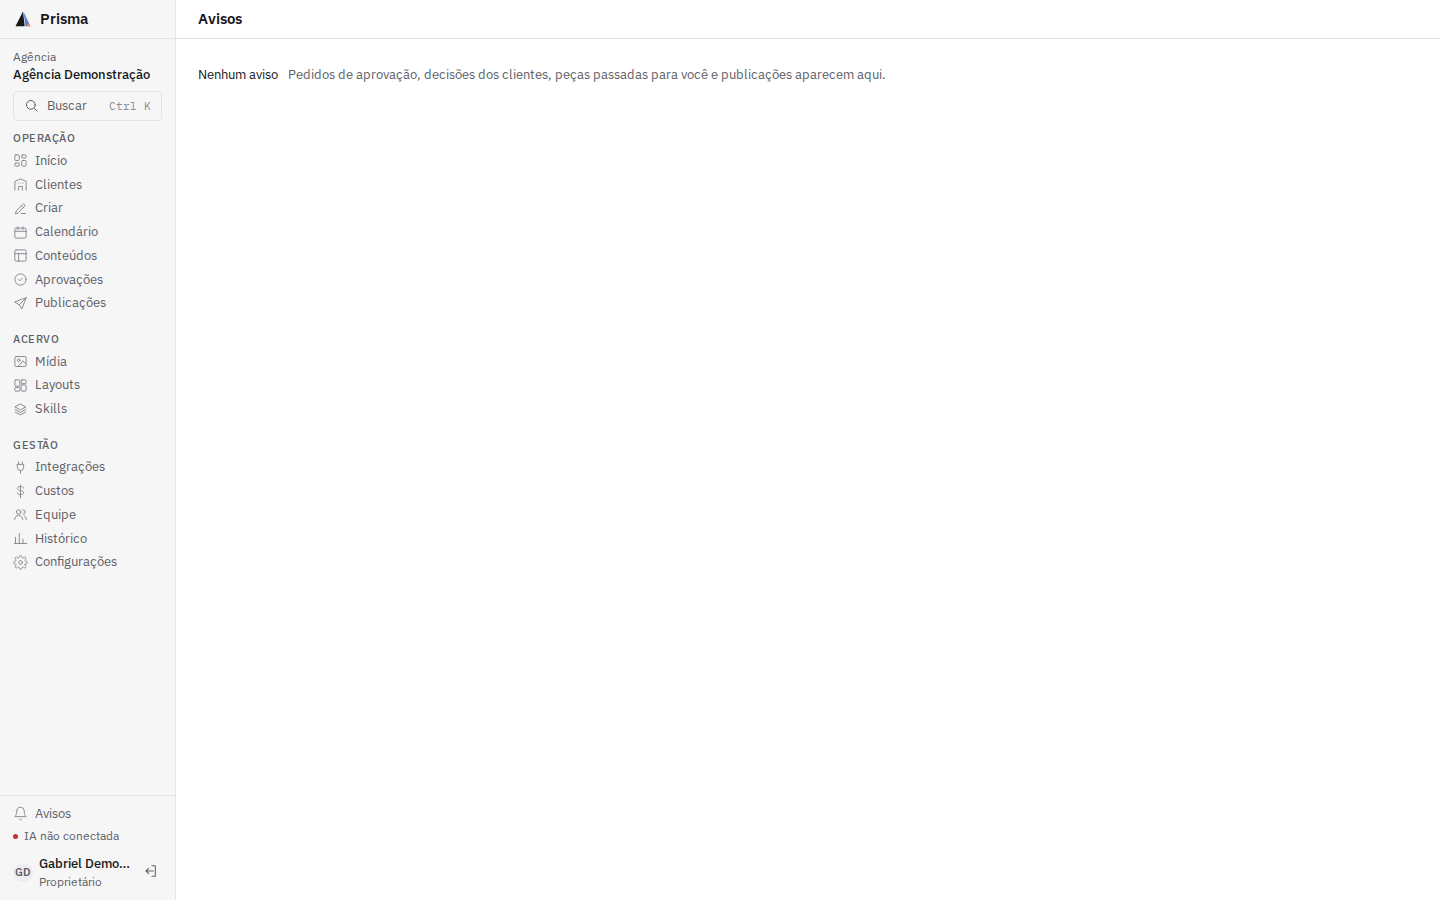 Prisma
Avisos
Agência
Agência Demonstração
Buscar Ctrl K
OPERAÇÃO
Início
Clientes
Criar
Calendário
Conteúdos
Aprovações
Publicações
ACERVO
Mídia
Layouts
Skills
GESTÃO
Integrações
Custos
Equipe
Histórico
Configurações
Nenhum aviso Pedidos de aprovação, decisões dos clientes, peças passadas para você e publicações aparecem aqui.
Avisos
IA não conectada
GD Gabriel Demo...
Proprietário